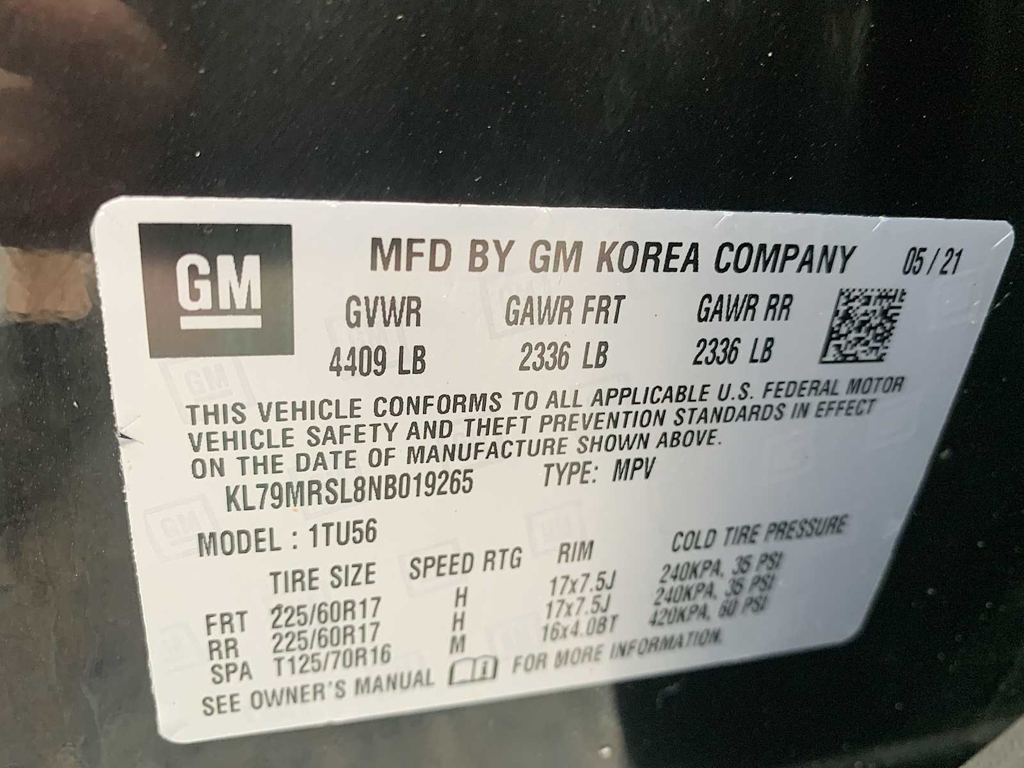 GM
MFD BY GM KOREA COMPANY 05/21
GVWR GAWR FRT GAWR RR
4409 LB 2336 LB 2336 LB
THIS VEHICLE CONFORMS TO ALL APPLICABLE U.S. FEDERAL MOTOR
VEHICLE SAFETY AND THEFT PREVENTION STANDARDS IN EFFECT
ON THE DATE OF MANUFACTURE SHOWN ABOVE.
KL79MRSL8NB019265 TYPE: MPV
MODEL : 1TU56
TIRE SIZE SPEED RTG RIM COLD TIRE PRESSURE
FRT 225/60R17 H 17x7.5J 240KPA, 35 PSI
RR 225/60R17 H 17x7.5J 240KPA, 35 PSI
SPA T125/70R16 M 16x4.0BT 420KPA, 60 PSI
SEE OWNER'S MANUAL FOR MORE INFORMATION.